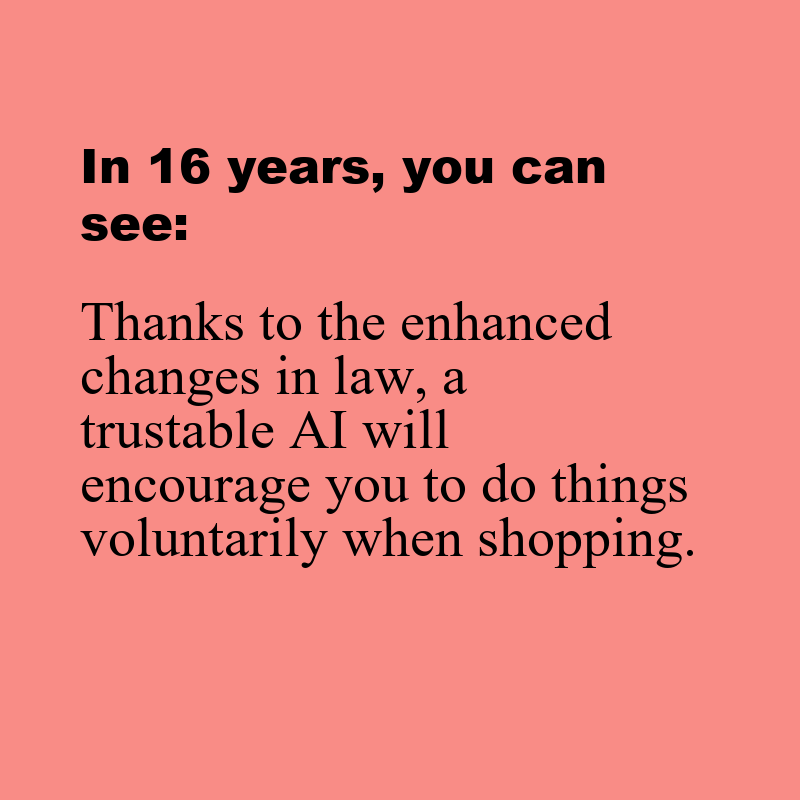 In 16 years, you can
see:
Thanks to the enhanced
changes in law, a
trustable AI will
encourage you to do things
voluntarily when shopping.